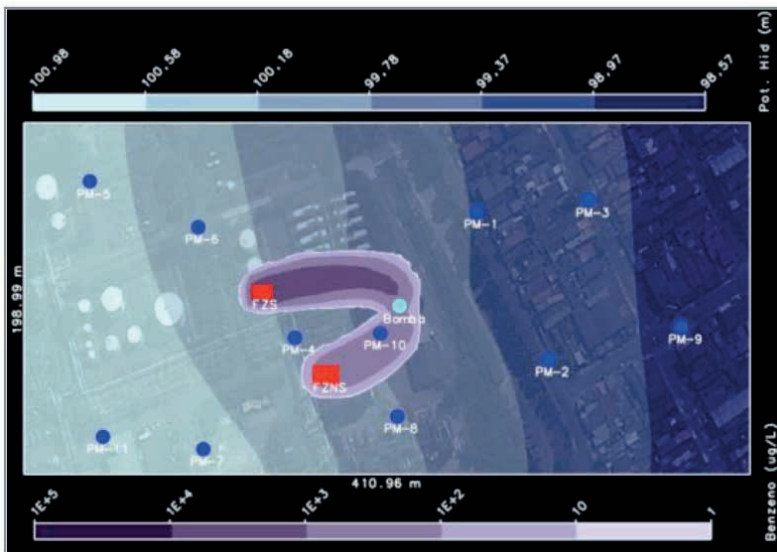 100.98 100.58 100.18 99.78 99.37 98.97 98.57
Pot. Hid (m)
PM-5
PM-6
PM-1
PM-3
FZS
Bomba
PM-4
PM-10
PM-9
PM-2
FZNS
PM-8
PM-11
PM-7
198.99 m
410.96 m
1E+5 1E+4 1E+3 1E+2 10 1
Benzeno (ug/L)